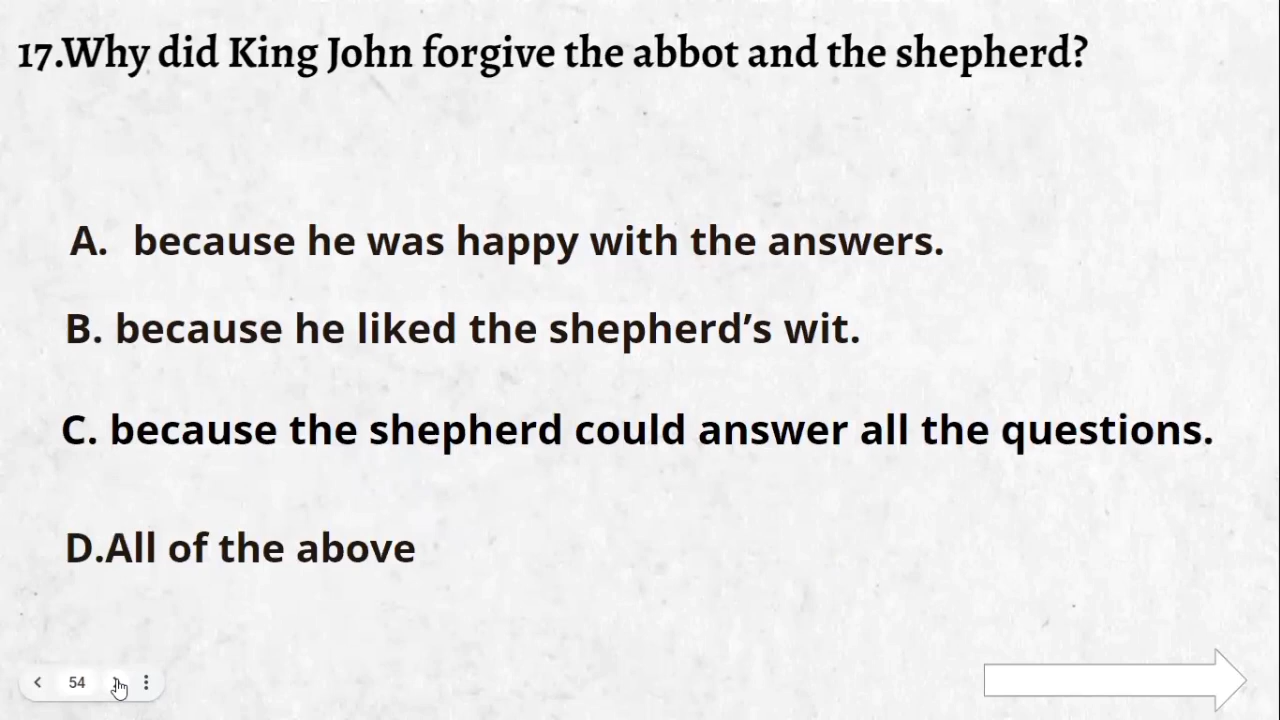 17.Why did King John forgive the abbot and the shepherd?
A. because he was happy with the answers.
B. because he liked the shepherd’s wit.
C. because the shepherd could answer all the questions.
D.All of the above
54